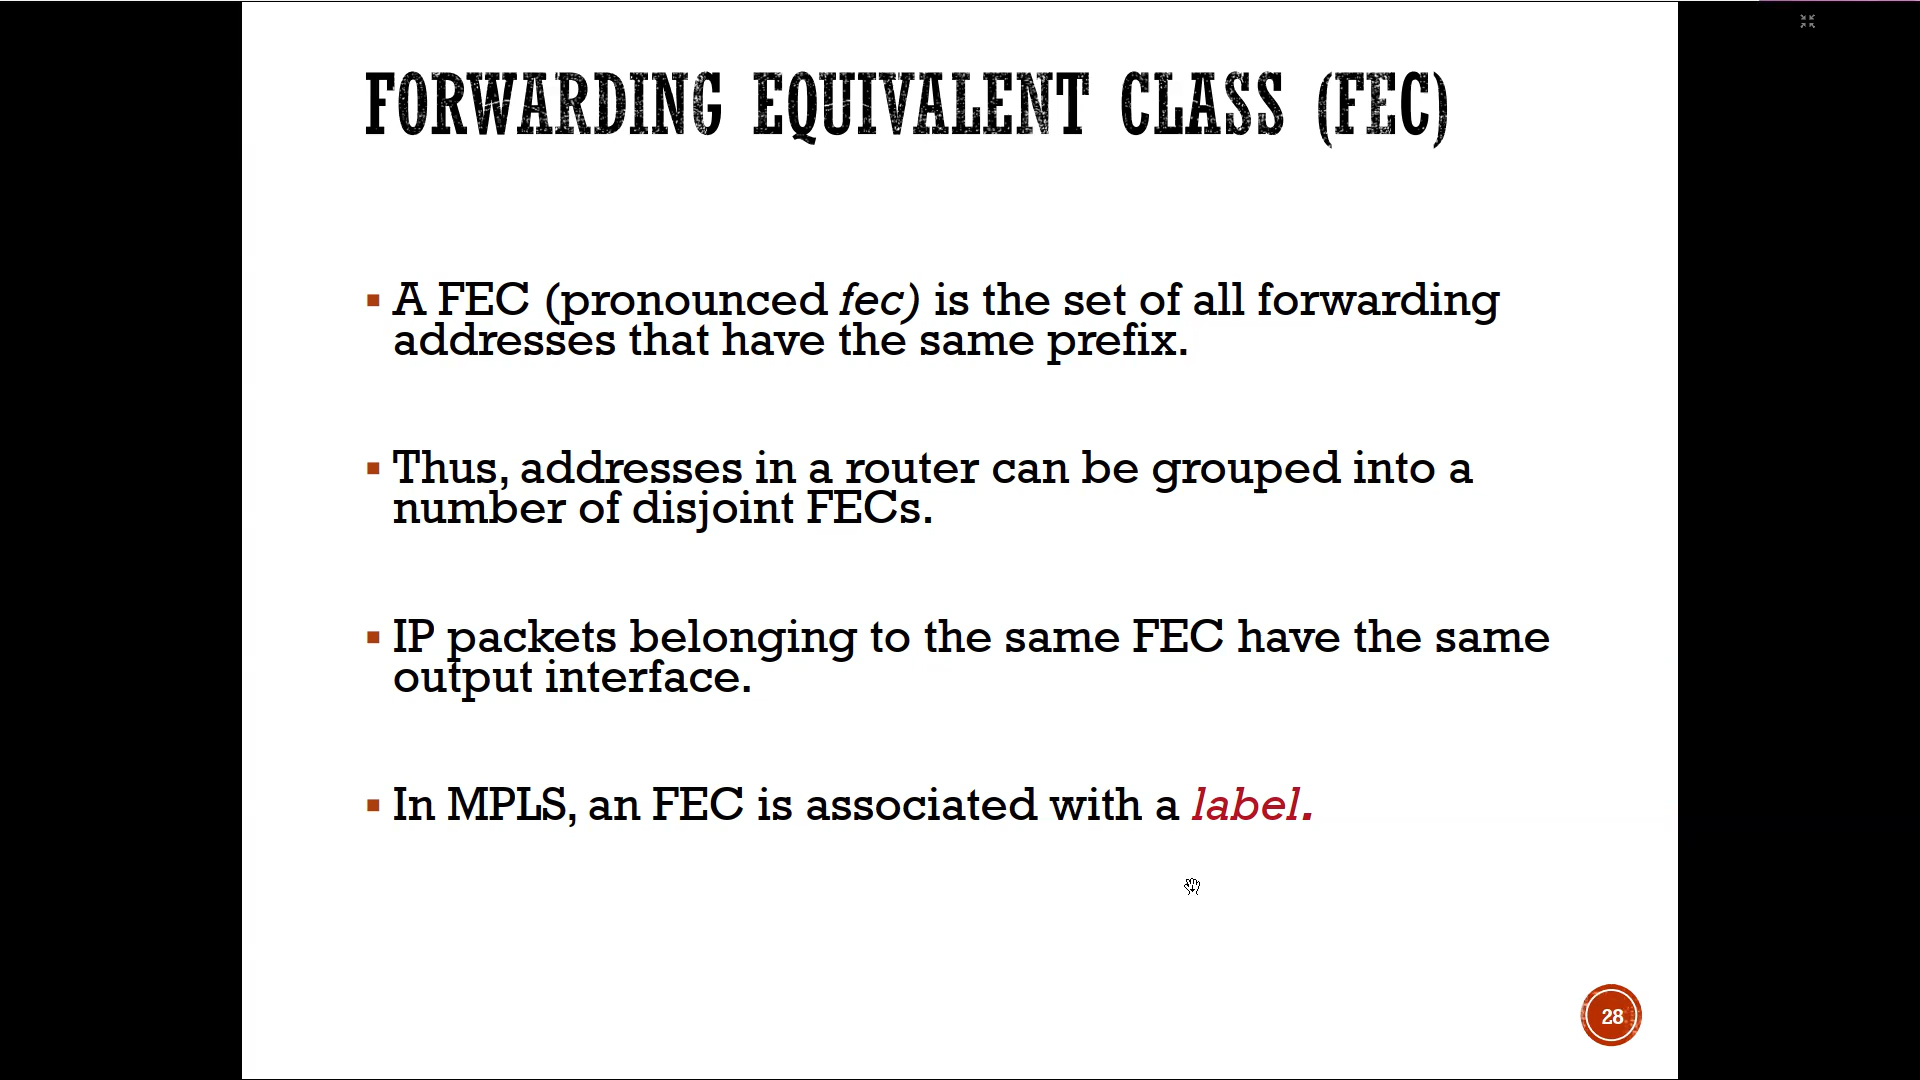 FORWARDING EQUIVALENT CLASS (FEC)
▪ A FEC (pronounced fec) is the set of all forwarding
addresses that have the same prefix.
▪ Thus, addresses in a router can be grouped into a
number of disjoint FECs.
▪ IP packets belonging to the same FEC have the same
output interface.
▪ In MPLS, an FEC is associated with a label.
28